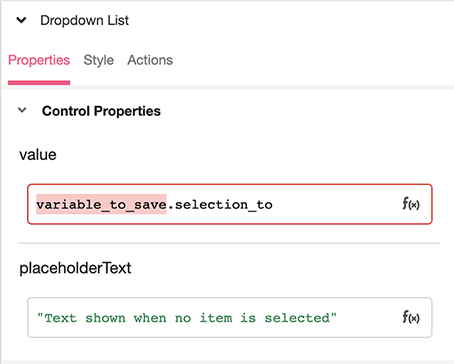 Dropdown List
Properties Style Actions
Control Properties
value
variable_to_save.selection_to f(x)
placeholderText
"Text shown when no item is selected" f(x)